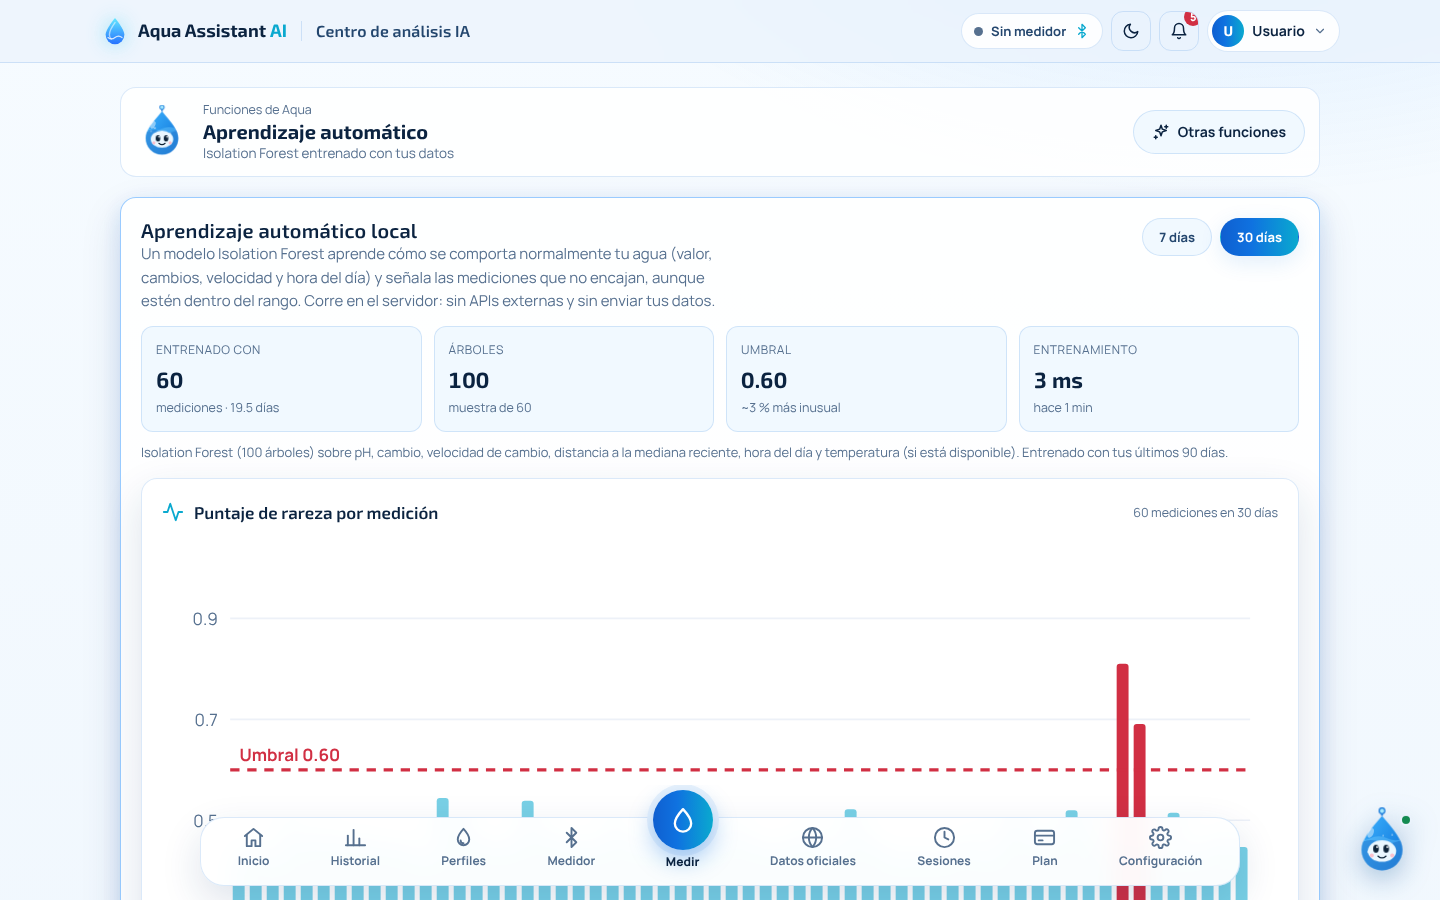 Aqua Assistant AI
Centro de análisis IA
Sin medidor
5
U
Usuario
Funciones de Aqua
Aprendizaje automático
Isolation Forest entrenado con tus datos
Otras funciones
Aprendizaje automático local
Un modelo Isolation Forest aprende cómo se comporta normalmente tu agua (valor,
cambios, velocidad y hora del día) y señala las mediciones que no encajan, aunque
estén dentro del rango. Corre en el servidor: sin APIs externas y sin enviar tus datos.
7 días
30 días
ENTRENADO CON
60
mediciones · 19.5 días
ÁRBOLES
100
muestra de 60
UMBRAL
0.60
~3 % más inusual
ENTRENAMIENTO
3 ms
hace 1 min
Isolation Forest (100 árboles) sobre pH, cambio, velocidad de cambio, distancia a la mediana reciente, hora del día y temperatura (si está disponible). Entrenado con tus últimos 90 días.
Puntaje de rareza por medición
60 mediciones en 30 días
0.9
0.7
Umbral 0.60
0.5
Inicio
Historial
Perfiles
Medidor
Medir
Datos oficiales
Sesiones
Plan
Configuración